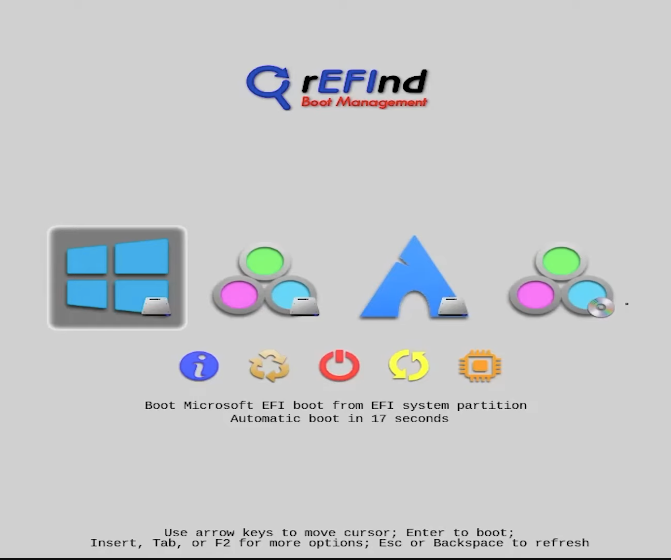 rEFInd
Boot Management
Boot Microsoft EFI boot from EFI system partition
Automatic boot in 17 seconds
Use arrow keys to move cursor; Enter to boot;
Insert, Tab, or F2 for more options; Esc or Backspace to refresh